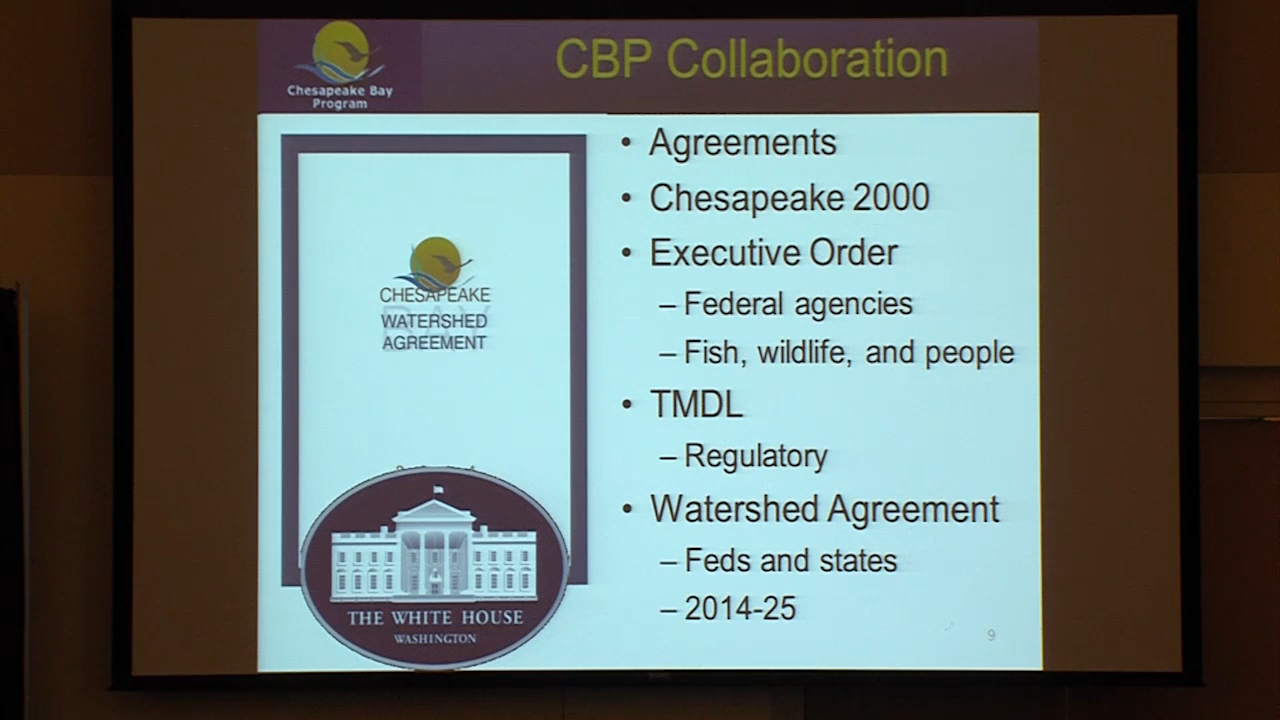 Chesapeake Bay
Program
CBP Collaboration
CHESAPEAKE
WATERSHED
AGREEMENT
BAY
THE WHITE HOUSE
WASHINGTON
• Agreements
• Chesapeake 2000
• Executive Order
– Federal agencies
– Fish, wildlife, and people
• TMDL
– Regulatory
• Watershed Agreement
– Feds and states
– 2014-25
9